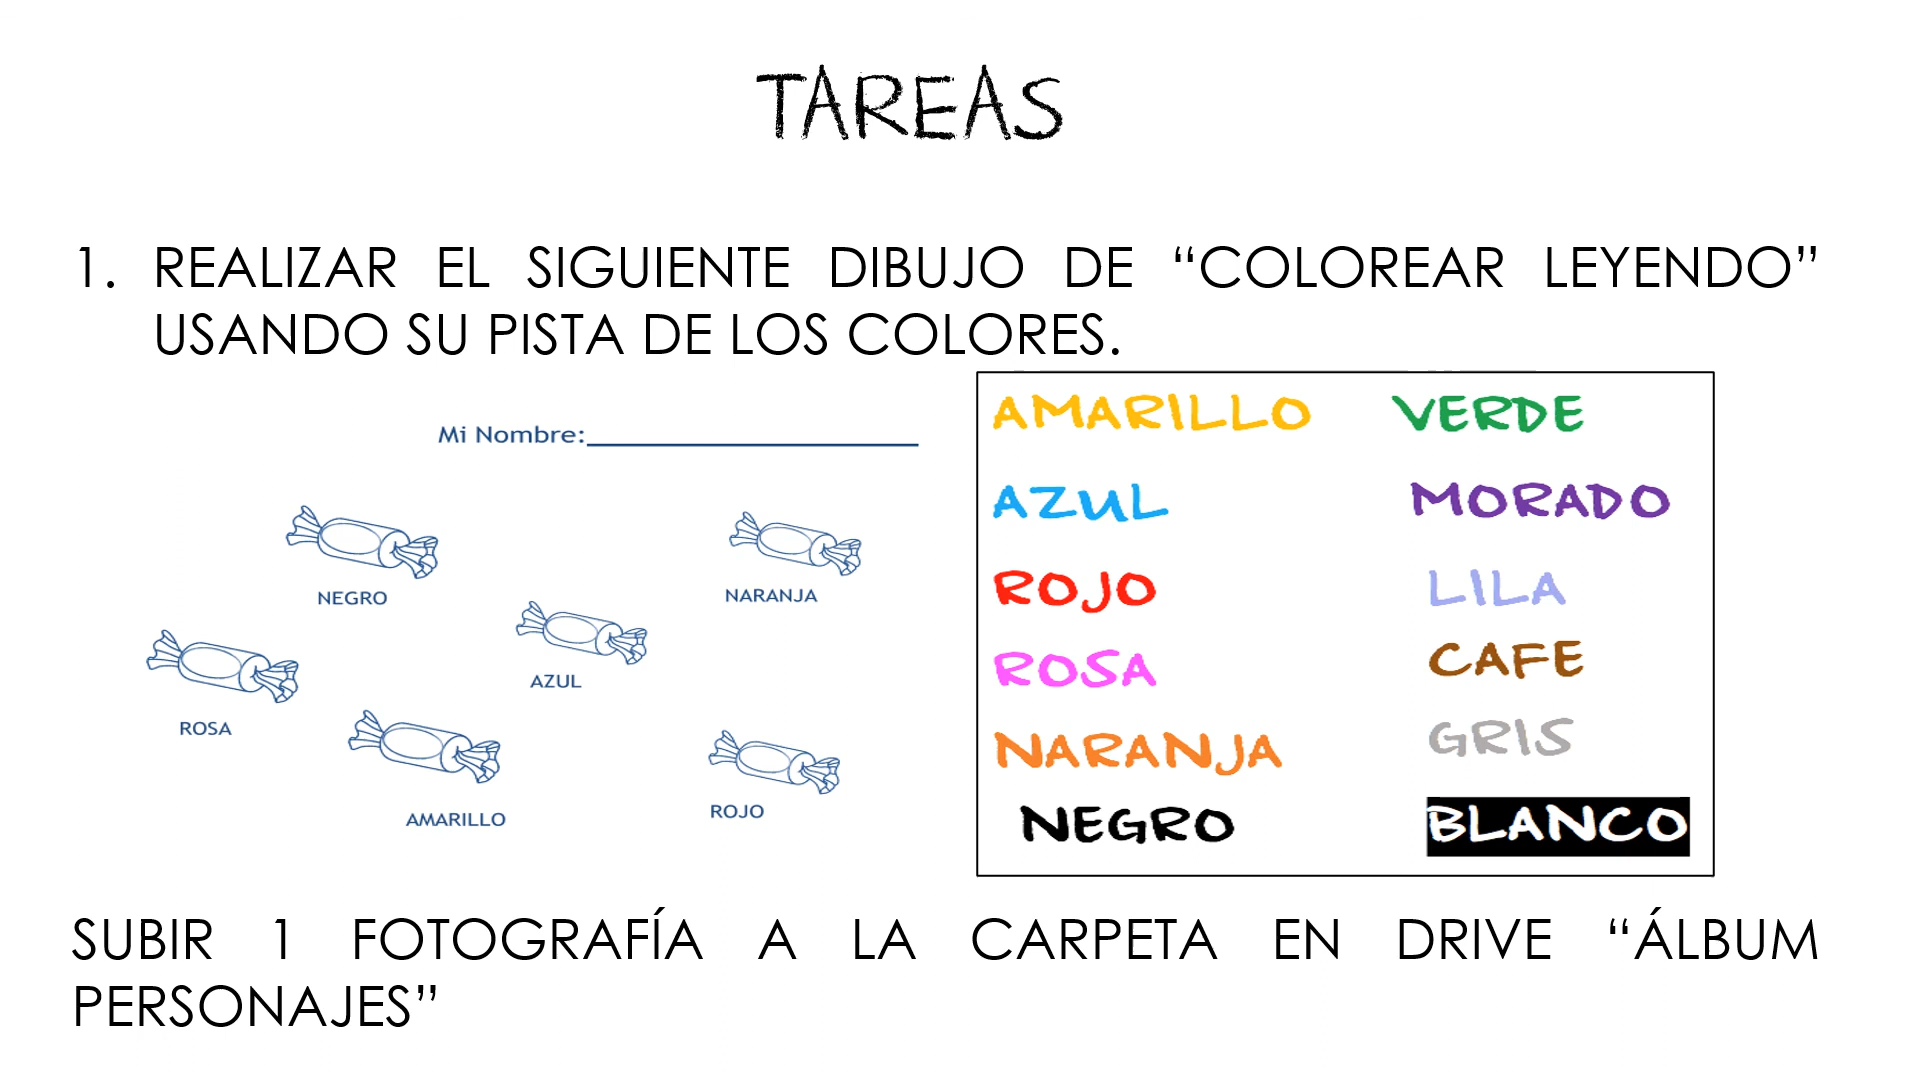 TAREAS
1. REALIZAR EL SIGUIENTE DIBUJO DE “COLOREAR LEYENDO”
USANDO SU PISTA DE LOS COLORES.
Mi Nombre:
NEGRO
NARANJA
AZUL
ROSA
AMARILLO
ROJO
AMARILLO VERDE
AZUL MORADO
ROJO LILA
ROSA CAFE
NARANJA GRIS
NEGRO BLANCO
SUBIR 1 FOTOGRAFÍA A LA CARPETA EN DRIVE “ÁLBUM
PERSONAJES”